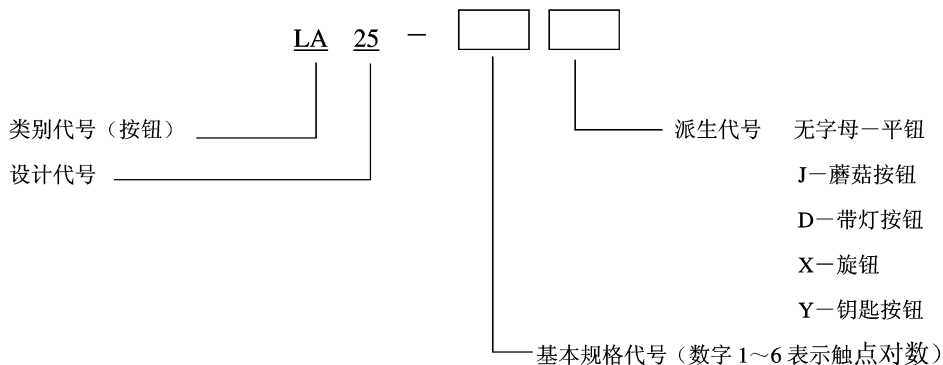 LA 25 －
类别代号（按钮）
设计代号
派生代号 无字母－平钮
J－蘑菇按钮
D－带灯按钮
X－旋钮
Y－钥匙按钮
基本规格代号（数字 1～6 表示触点对数）